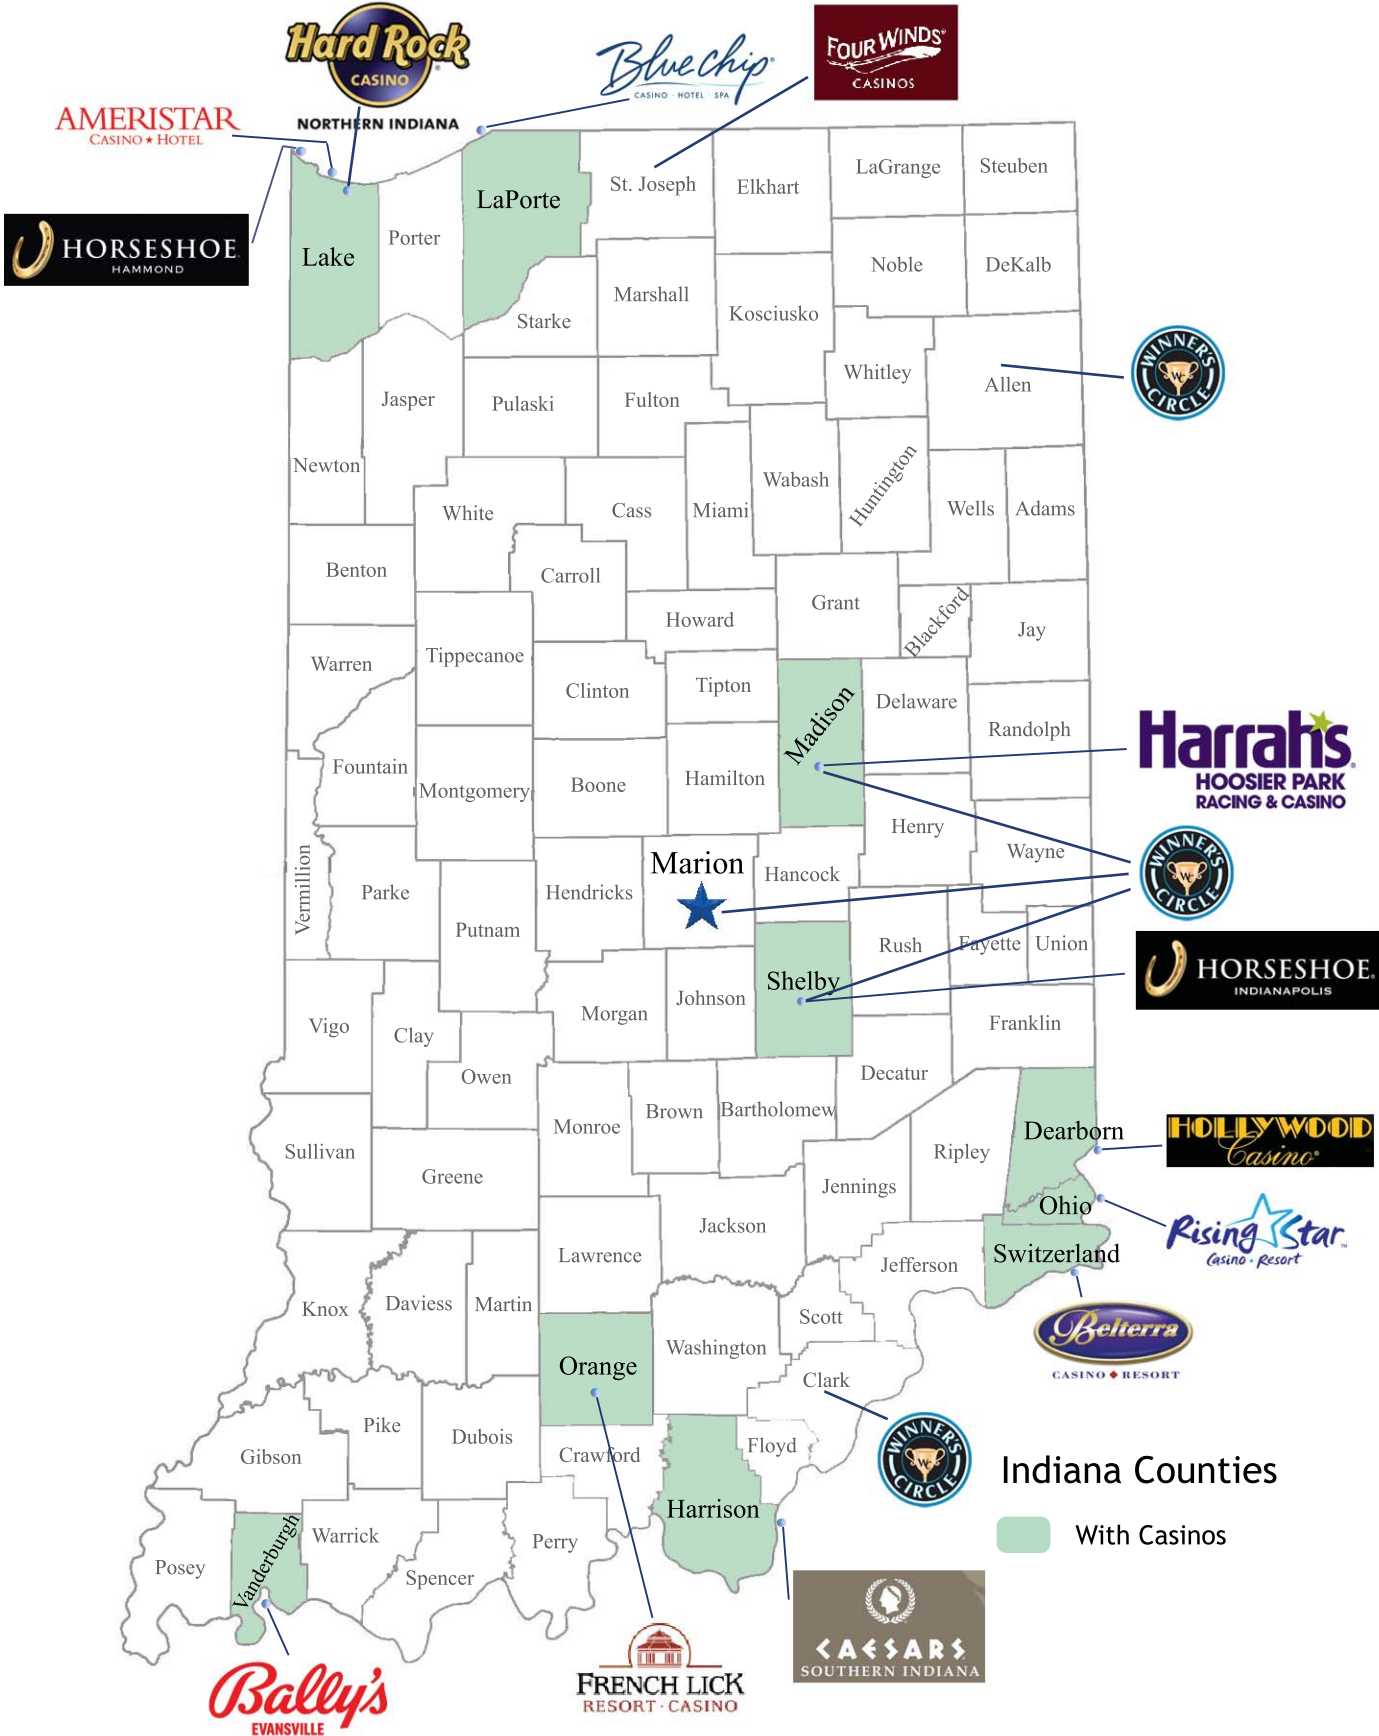 Hard Rock
CASINO
NORTHERN INDIANA
Blue Chip
CASINO · HOTEL · SPA
FOUR WINDS
CASINOS
AMERISTAR
CASINO ★ HOTEL
HORSESHOE
HAMMOND
LaPorte
St. Joseph
Elkhart
LaGrange
Steuben
Lake
Porter
Noble
DeKalb
Starke
Marshall
Kosciusko
Whitley
Allen
WINNER'S
WC
CIRCLE
Jasper
Pulaski
Fulton
Newton
White
Cass
Miami
Wabash
Huntington
Wells
Adams
Benton
Carroll
Howard
Grant
Blackford
Jay
Warren
Tippecanoe
Clinton
Tipton
Madison
Delaware
Randolph
Harrah's
HOOSIER PARK
RACING & CASINO
Fountain
Montgomery
Boone
Hamilton
Henry
Wayne
Vermillion
Parke
Putnam
Hendricks
Marion
Hancock
WINNER'S
WC
CIRCLE
Rush
Fayette
Union
HORSESHOE
INDIANAPOLIS
Shelby
Vigo
Clay
Morgan
Johnson
Franklin
Owen
Decatur
Monroe
Brown
Bartholomew
Sullivan
Greene
Jennings
Ripley
Dearborn
HOLLYWOOD
Casino
Jackson
Ohio
Rising Star
Casino · Resort
Lawrence
Jefferson
Switzerland
Knox
Daviess
Martin
Scott
Belterra
CASINO ♦ RESORT
Orange
Washington
Clark
Gibson
Pike
Dubois
Crawford
Floyd
WINNER'S
WC
CIRCLE
Indiana Counties
With Casinos
Harrison
Posey
Vanderburgh
Warrick
Spencer
Perry
CAESARS
SOUTHERN INDIANA
FRENCH LICK
RESORT · CASINO
Bally's
EVANSVILLE